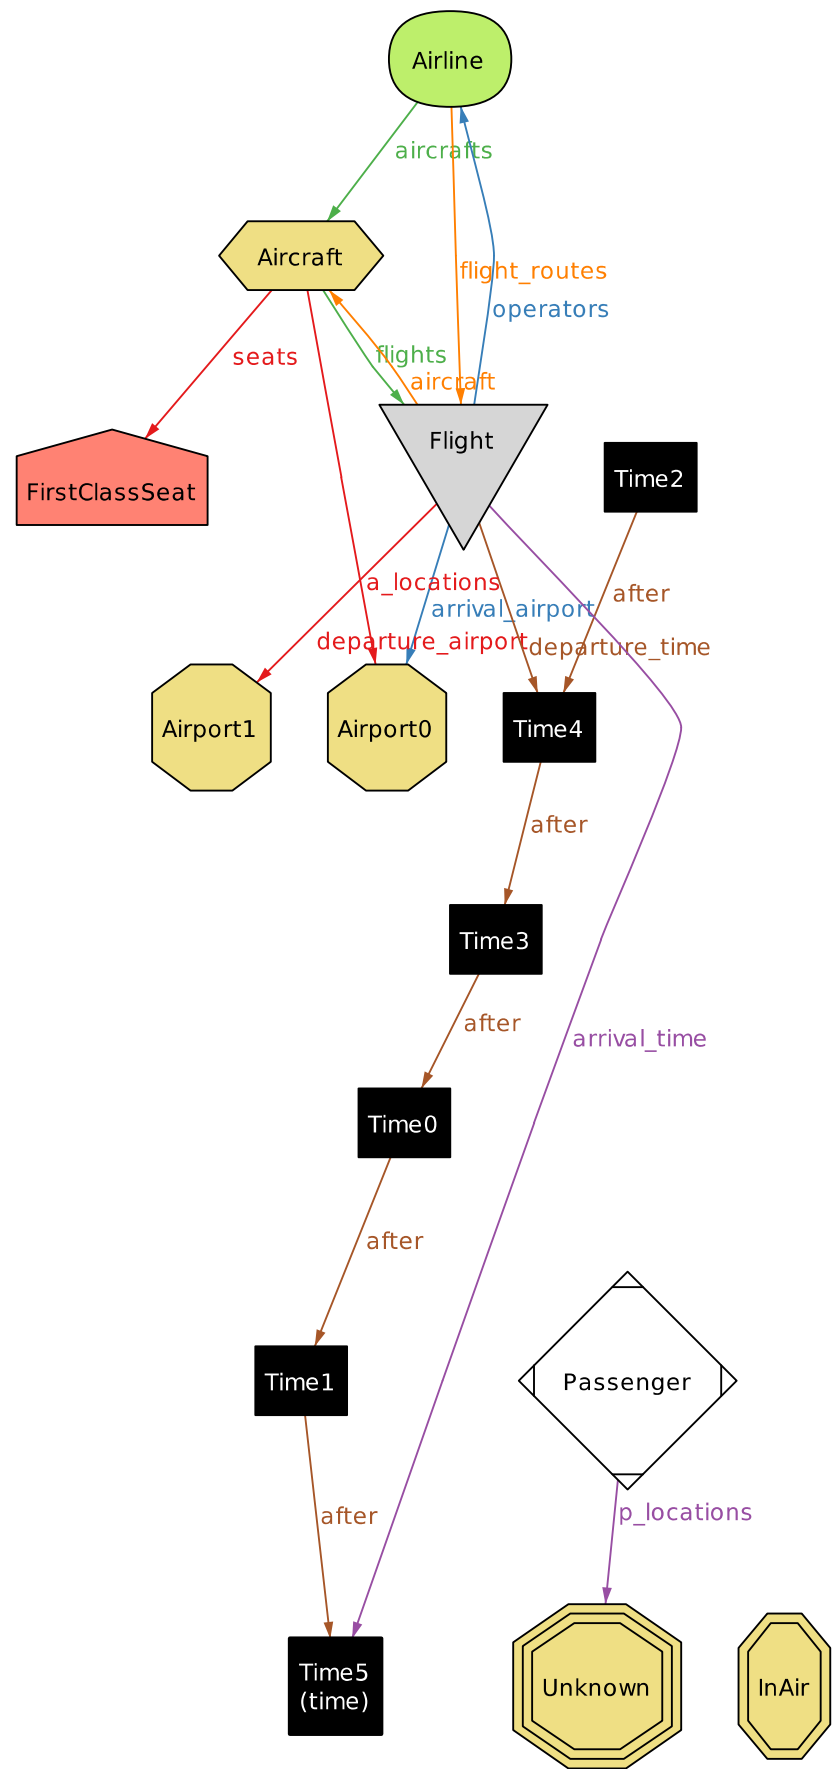 Airline
aircrafts
Aircraft
flight_routes
operators
seats
flights
aircraft
Flight
Time2
FirstClassSeat
a_locations
after
arrival_airport
departure_airport
departure_time
Airport1
Airport0
Time4
after
Time3
after
arrival_time
Time0
after
Time1
Passenger
after
p_locations
Time5
(time)
Unknown
InAir